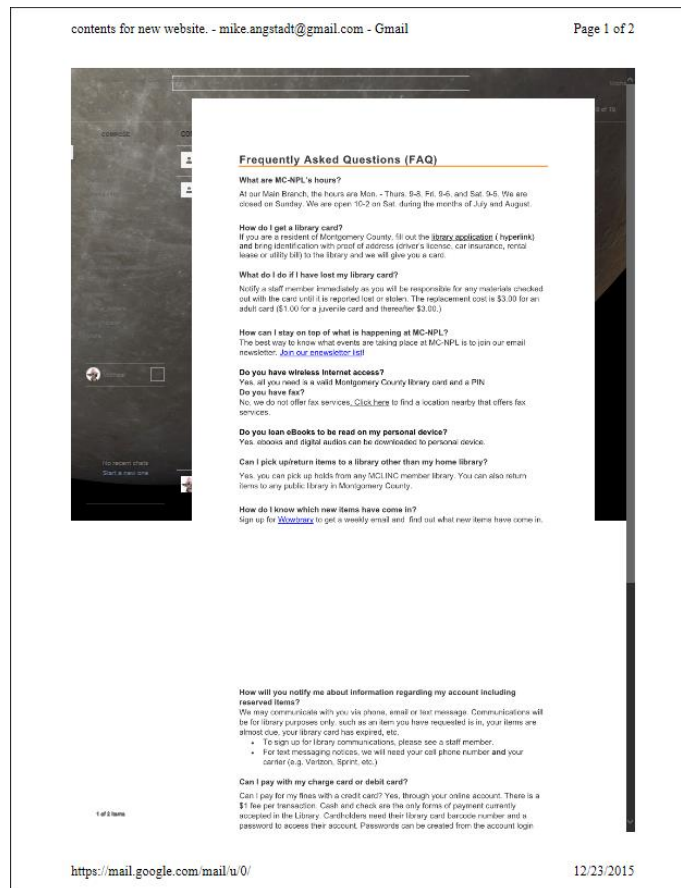 contents for new website. - mike.angstadt@gmail.com - Gmail
Page 1 of 2
COMPOSE
Frequently Asked Questions (FAQ)
What are MC-NPL's hours?
At our Main Branch, the hours are Mon. - Thurs. 9-8, Fri. 9-6, and Sat. 9-5. We are
closed on Sunday. We are open 10-2 on Sat. during the months of July and August.
How do I get a library card?
If you are a resident of Montgomery County, fill out the library application ( hyperlink)
and bring identification with proof of address (driver's license, car insurance, rental
lease or utility bill) to the library and we will give you a card.
What do I do if I have lost my library card?
Notify a staff member immediately as you will be responsible for any materials checked
out with the card until it is reported lost or stolen. The replacement cost is $3.00 for an
adult card ($1.00 for a juvenile card and thereafter $3.00.)
How can I stay on top of what is happening at MC-NPL?
The best way to know what events are taking place at MC-NPL is to join our email
newsletter. Join our enewsletter list!
Do you have wireless Internet access?
Yes, all you need is a valid Montgomery County library card and a PIN
Do you have fax?
No, we do not offer fax services. Click here to find a location nearby that offers fax
services.
Do you loan eBooks to be read on my personal device?
Yes. ebooks and digital audios can be downloaded to personal device.
Can I pick up/return items to a library other than my home library?
Yes, you can pick up holds from any MCLINC member library. You can also return
items to any public library in Montgomery County.
How do I know which new items have come in?
Sign up for Wowbrary to get a weekly email and find out what new items have come in.
No recent chats
Start a new one
How will you notify me about information regarding my account including
reserved items?
We may communicate with you via phone, email or text message. Communications will
be for library purposes only, such as an item you have requested is in, your items are
almost due, your library card has expired, etc.
• To sign up for library communications, please see a staff member.
• For text messaging notices, we will need your cell phone number and your
carrier (e.g. Verizon, Sprint, etc.)
Can I pay with my charge card or debit card?
Can I pay for my fines with a credit card? Yes, through your online account. There is a
$1 fee per transaction. Cash and check are the only forms of payment currently
accepted in the Library. Cardholders need their library card barcode number and a
password to access their account. Passwords can be created from the account login
1 of 2 items
https://mail.google.com/mail/u/0/
12/23/2015